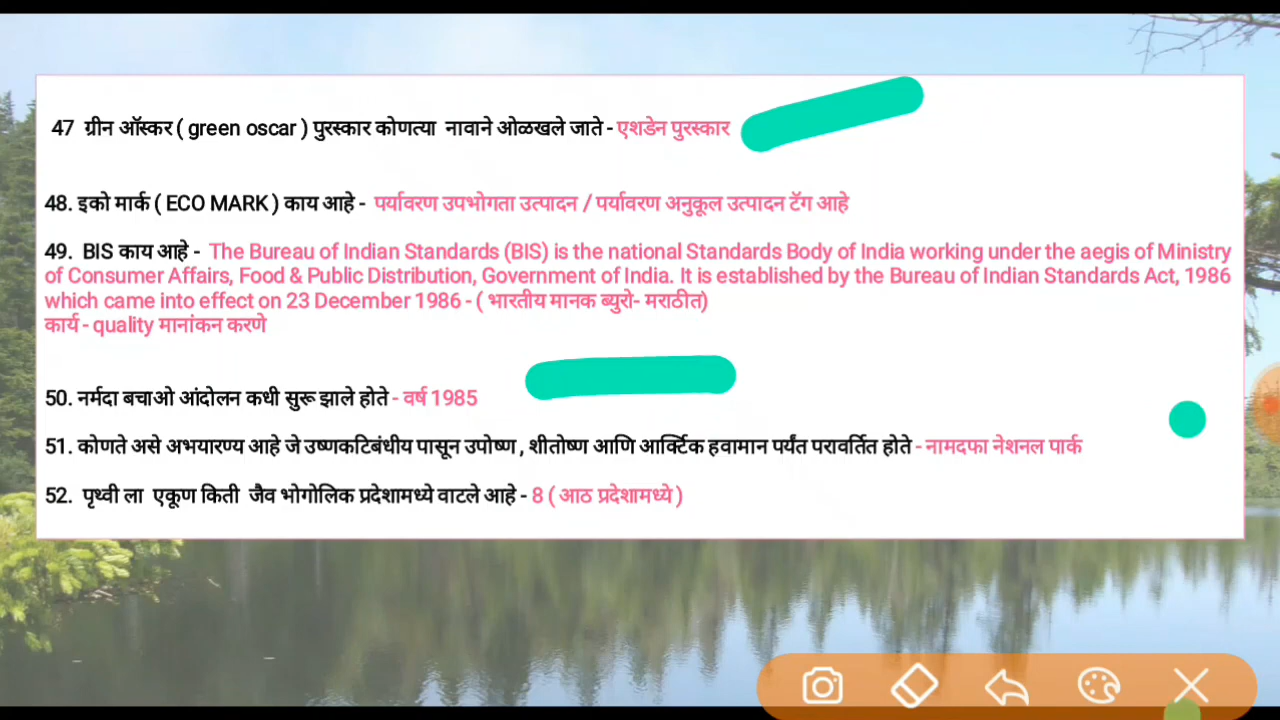 47 ग्रीन ऑस्कर ( green oscar ) पुरस्कार कोणत्या नावाने ओळखले जाते - एशडेन पुरस्कार
48. इको मार्क ( ECO MARK ) काय आहे - पर्यावरण उपभोगता उत्पादन / पर्यावरण अनुकूल उत्पादन टॅग आहे
49. BIS काय आहे - The Bureau of Indian Standards (BIS) is the national Standards Body of India working under the aegis of Ministry
of Consumer Affairs, Food & Public Distribution, Government of India. It is established by the Bureau of Indian Standards Act, 1986
which came into effect on 23 December 1986 - ( भारतीय मानक ब्युरो- मराठीत)
कार्य - quality मानांकन करणे
50. नर्मदा बचाओ आंदोलन कधी सुरू झाले होते - वर्ष 1985
51. कोणते असे अभयारण्य आहे जे उष्णकटिबंधीय पासून उपोष्ण , शीतोष्ण आणि आर्क्टिक हवामान पर्यंत परावर्तित होते - नामदफा नेशनल पार्क
52. पृथ्वी ला एकूण किती जैव भोगोलिक प्रदेशामध्ये वाटले आहे - 8 ( आठ प्रदेशामध्ये )